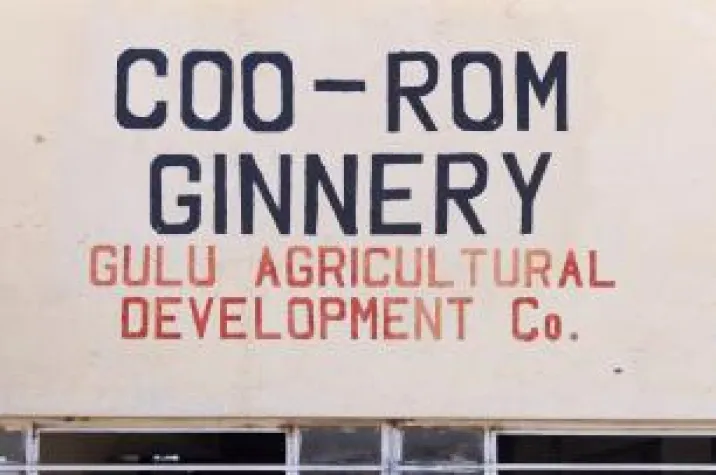 COO-ROM
GINNERY
GULU AGRICULTURAL
DEVELOPMENT Co.